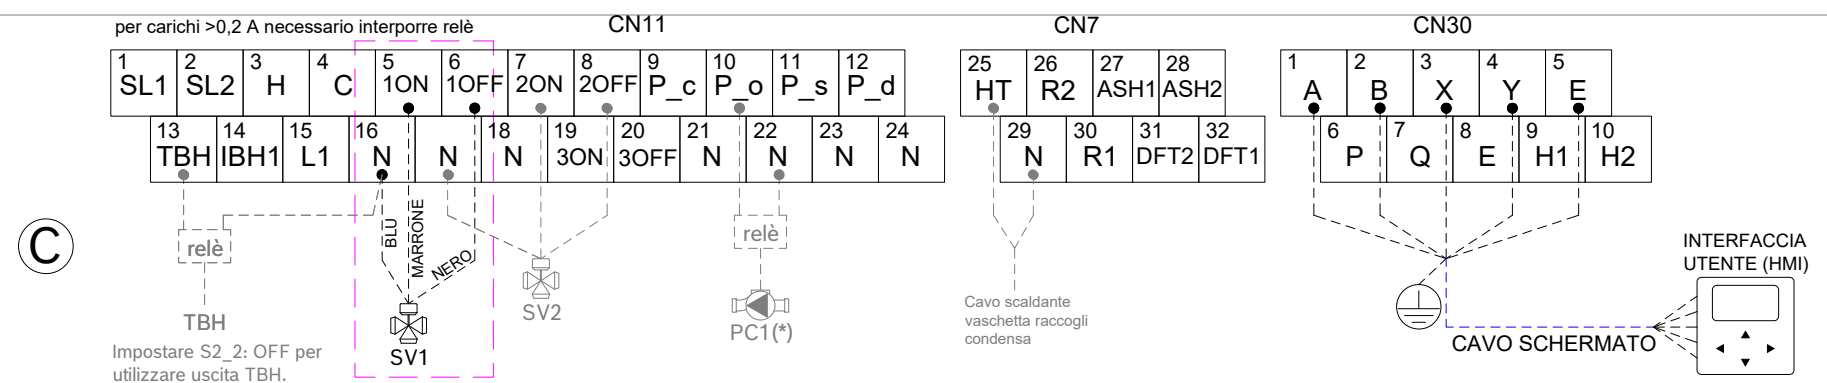 per carichi >0,2 A necessario interporre relè
CN11
CN7
CN30
1 2 3 4 5 6 7 8 9 10 11 12
SL1 SL2 H C 1ON 1OFF 2ON 2OFF P_c P_o P_s P_d
25 26 27 28
HT R2 ASH1 ASH2
1 2 3 4 5
A B X Y E
13 14 15 16 18 19 20 21 22 23 24
TBH IBH1 L1 N N N 3ON 3OFF N N N N
29 30 31 32
N R1 DFT2 DFT1
6 7 8 9 10
P Q E H1 H2
C
relè
BLU
MARRONE
NERO
relè
TBH
Impostare S2_2: OFF per
utilizzare uscita TBH.
SV1
SV2
PC1(*)
Cavo scaldante
vaschetta raccogli
condensa
INTERFACCIA
UTENTE (HMI)
CAVO SCHERMATO